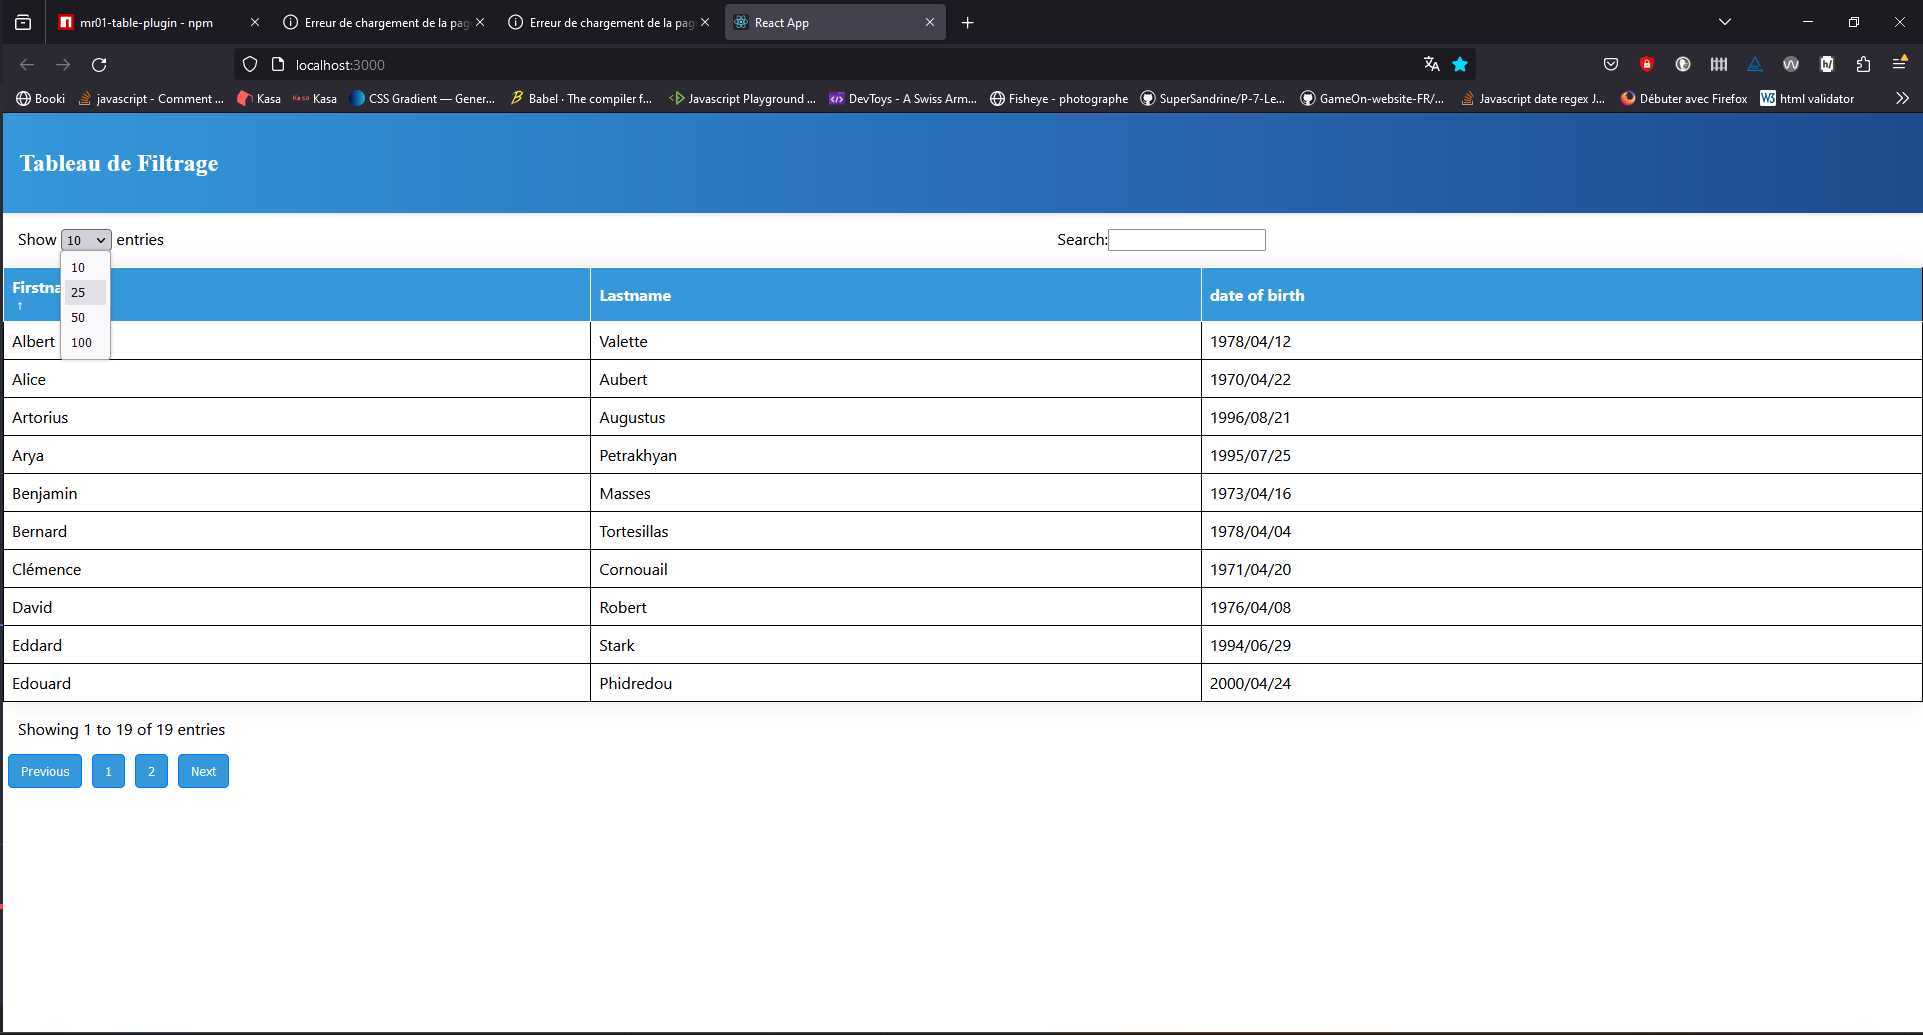 mr01-table-plugin - npm
Erreur de chargement de la pag
Erreur de chargement de la pag
React App
localhost:3000
Booki
javascript - Comment ...
Kasa
Kasa
CSS Gradient — Gener...
Babel · The compiler f...
Javascript Playground ...
DevToys - A Swiss Arm...
Fisheye - photographe
SuperSandrine/P-7-Le...
GameOn-website-FR/...
Javascript date regex J...
Débuter avec Firefox
html validator
Tableau de Filtrage
Show 10 entries
Search:
10
25
50
100
Firstna Lastname date of birth
↑
Albert Valette 1978/04/12
Alice Aubert 1970/04/22
Artorius Augustus 1996/08/21
Arya Petrakhyan 1995/07/25
Benjamin Masses 1973/04/16
Bernard Tortesillas 1978/04/04
Clémence Cornouail 1971/04/20
David Robert 1976/04/08
Eddard Stark 1994/06/29
Edouard Phidredou 2000/04/24
Showing 1 to 19 of 19 entries
Previous 1 2 Next